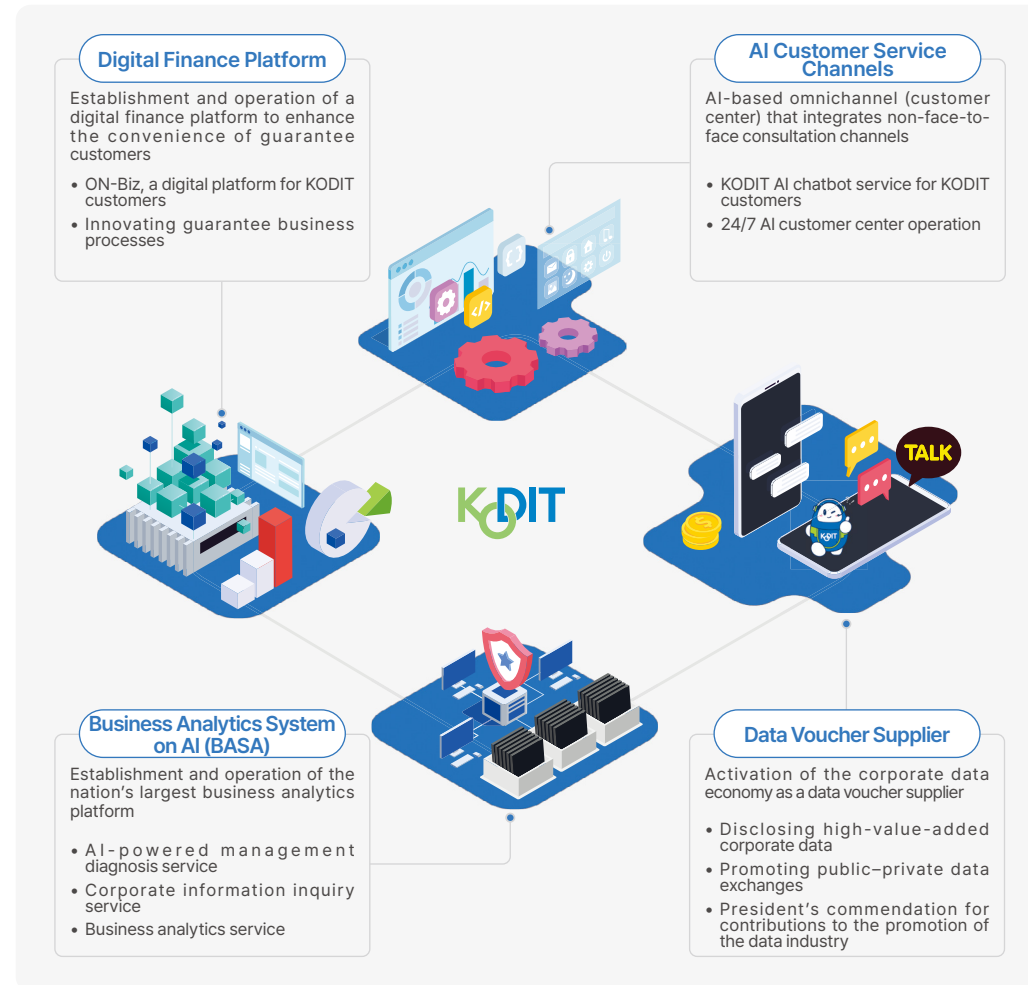 Digital Finance Platform
Establishment and operation of a
digital finance platform to enhance
the convenience of guarantee
customers
• ON-Biz, a digital platform for KODIT
customers
• Innovating guarantee business
processes
AI Customer Service
Channels
AI-based omnichannel (customer
center) that integrates non-face-to-
face consultation channels
• KODIT AI chatbot service for KODIT
customers
• 24/7 AI customer center operation
</>
TALK
KODIT
KODIT
Business Analytics System
on AI (BASA)
Establishment and operation of the
nation's largest business analytics
platform
• AI-powered management
diagnosis service
• Corporate information inquiry
service
• Business analytics service
Data Voucher Supplier
Activation of the corporate data
economy as a data voucher supplier
• Disclosing high-value-added
corporate data
• Promoting public–private data
exchanges
• President's commendation for
contributions to the promotion of
the data industry